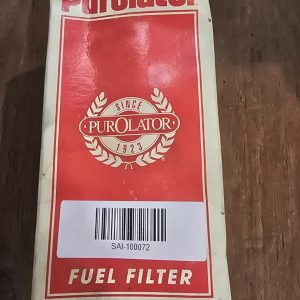 Purolator
SINCE
PUROLATOR
1923
SAI-100072
FUEL FILTER